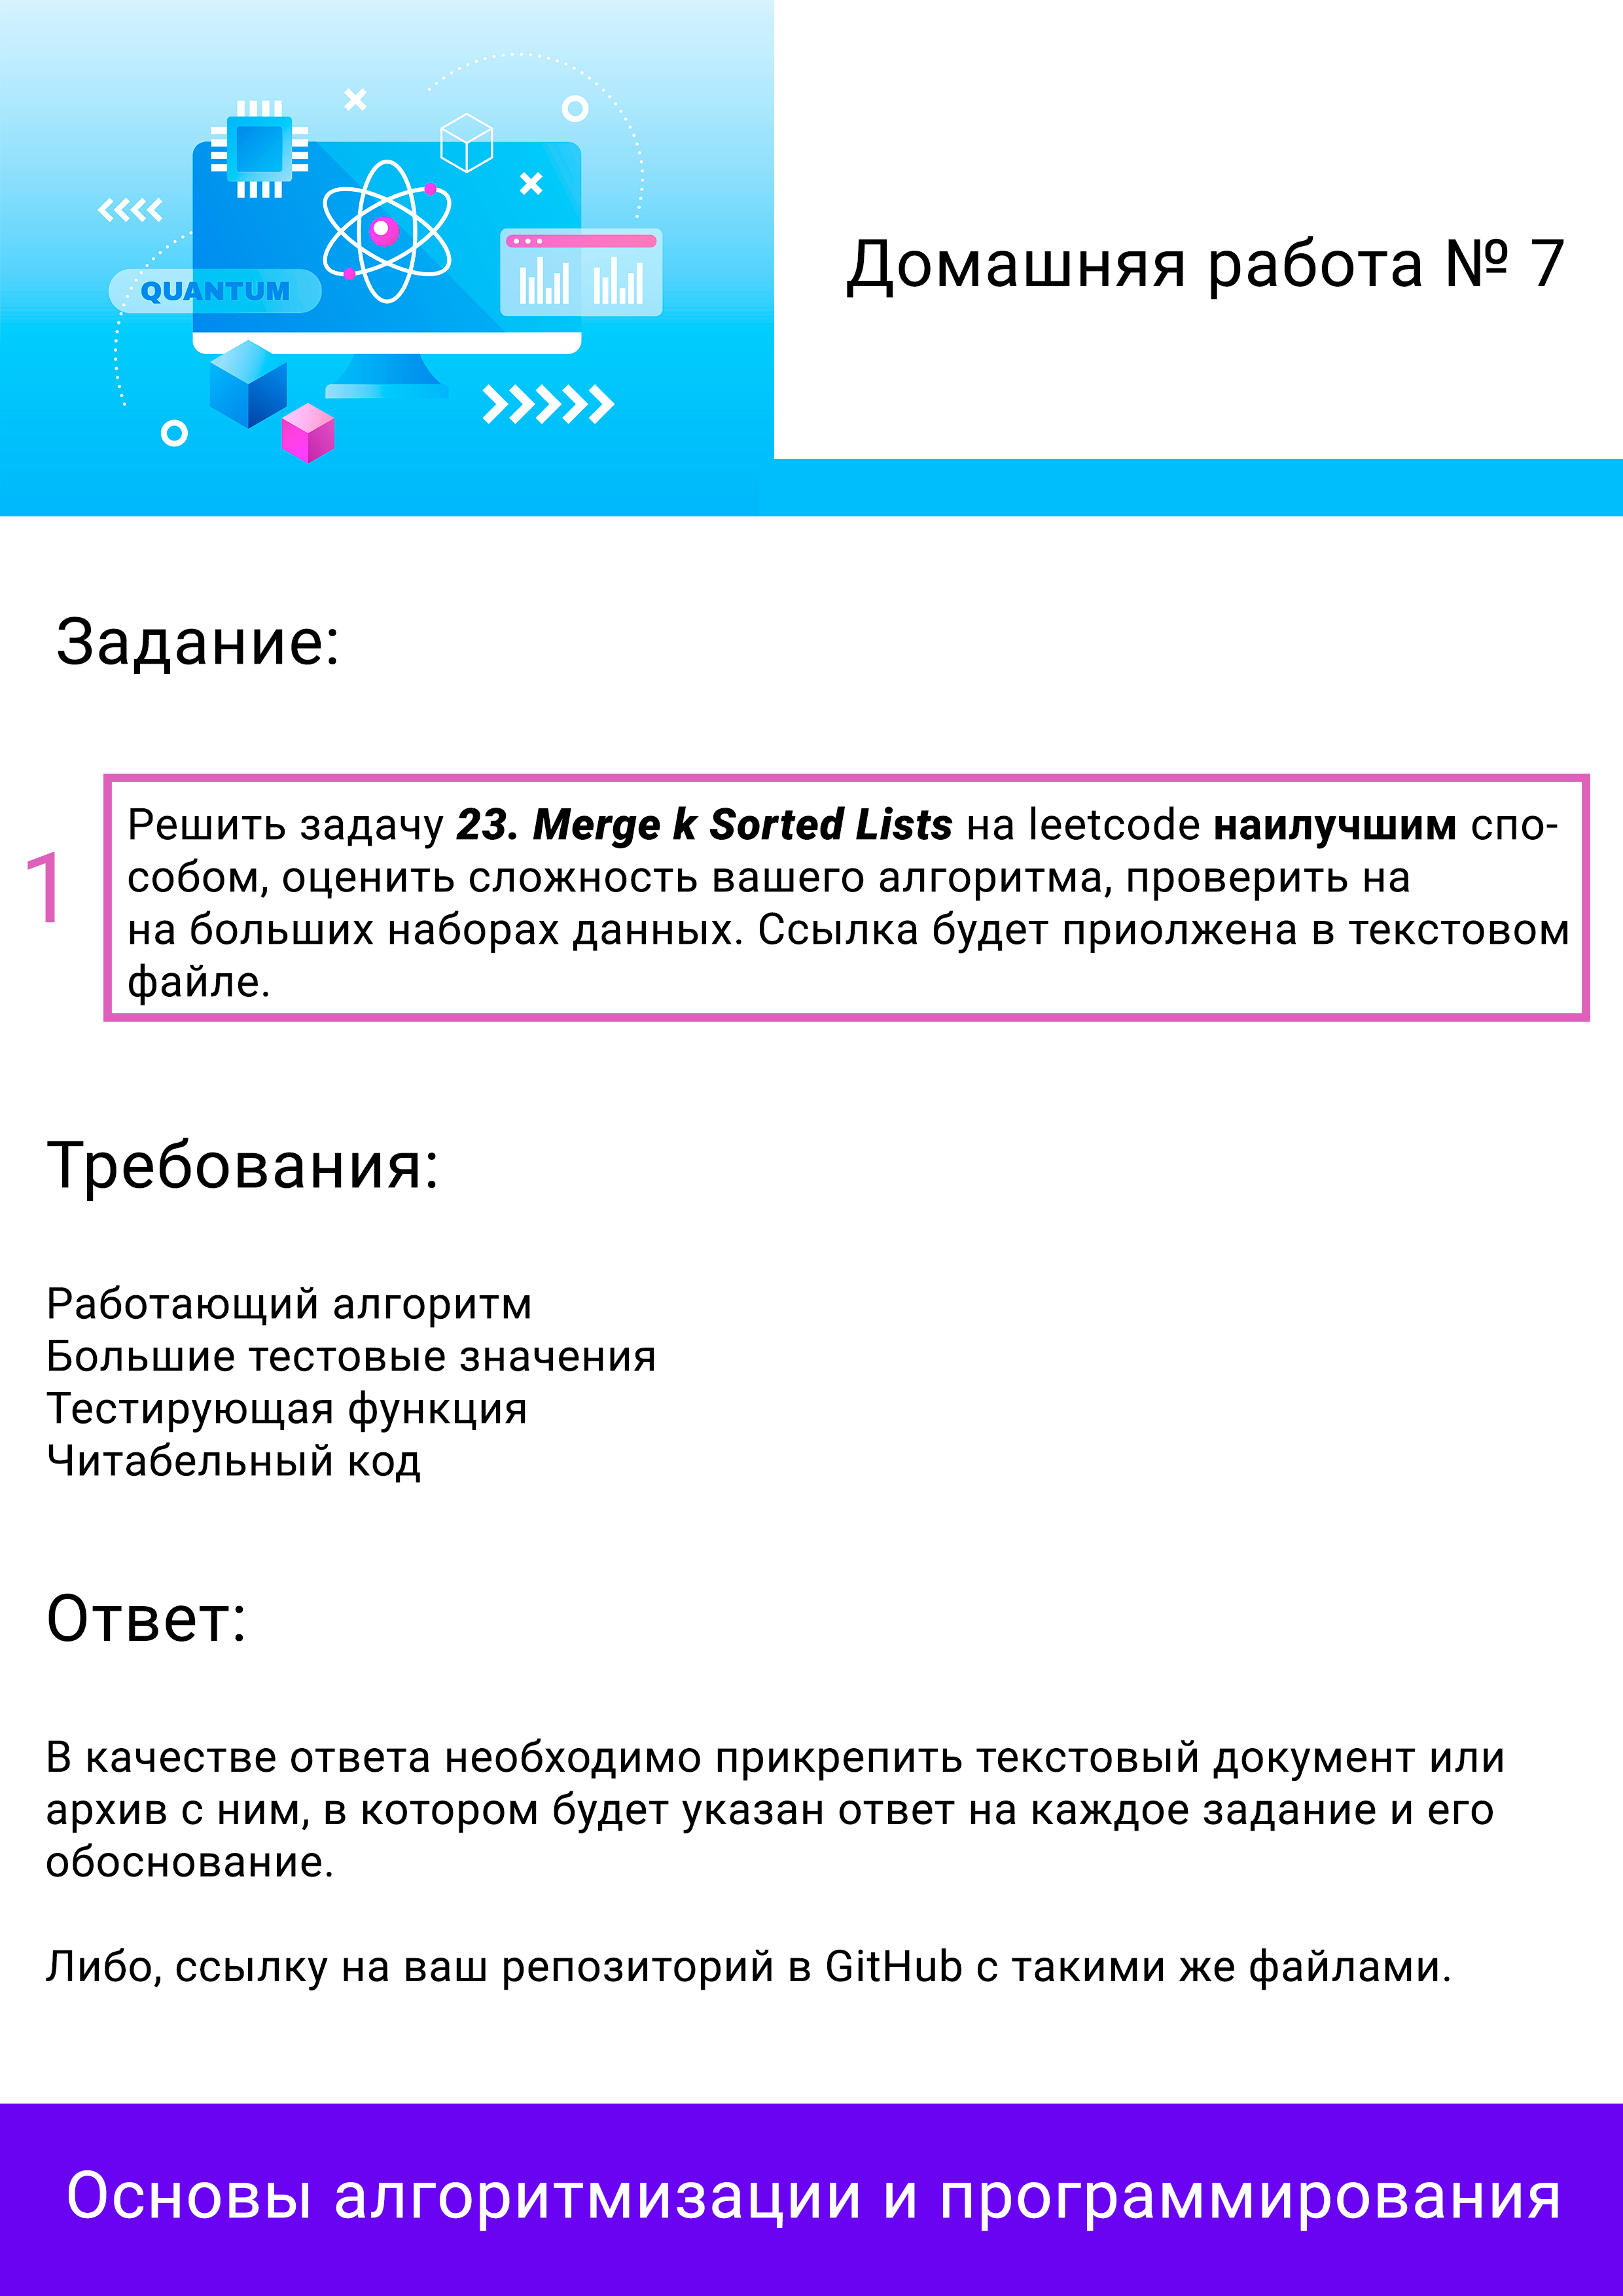 QUANTUM
Домашняя работа № 7
Задание:
1
Решить задачу 23. Merge k Sorted Lists на leetcode наилучшим спо-
собом, оценить сложность вашего алгоритма, проверить на
на больших наборах данных. Ссылка будет приолжена в текстовом
файле.
Требования:
Работающий алгоритм
Большие тестовые значения
Тестирующая функция
Читабельный код
Ответ:
В качестве ответа необходимо прикрепить текстовый документ или
архив с ним, в котором будет указан ответ на каждое задание и его
обоснование.
Либо, ссылку на ваш репозиторий в GitHub с такими же файлами.
Основы алгоритмизации и программирования